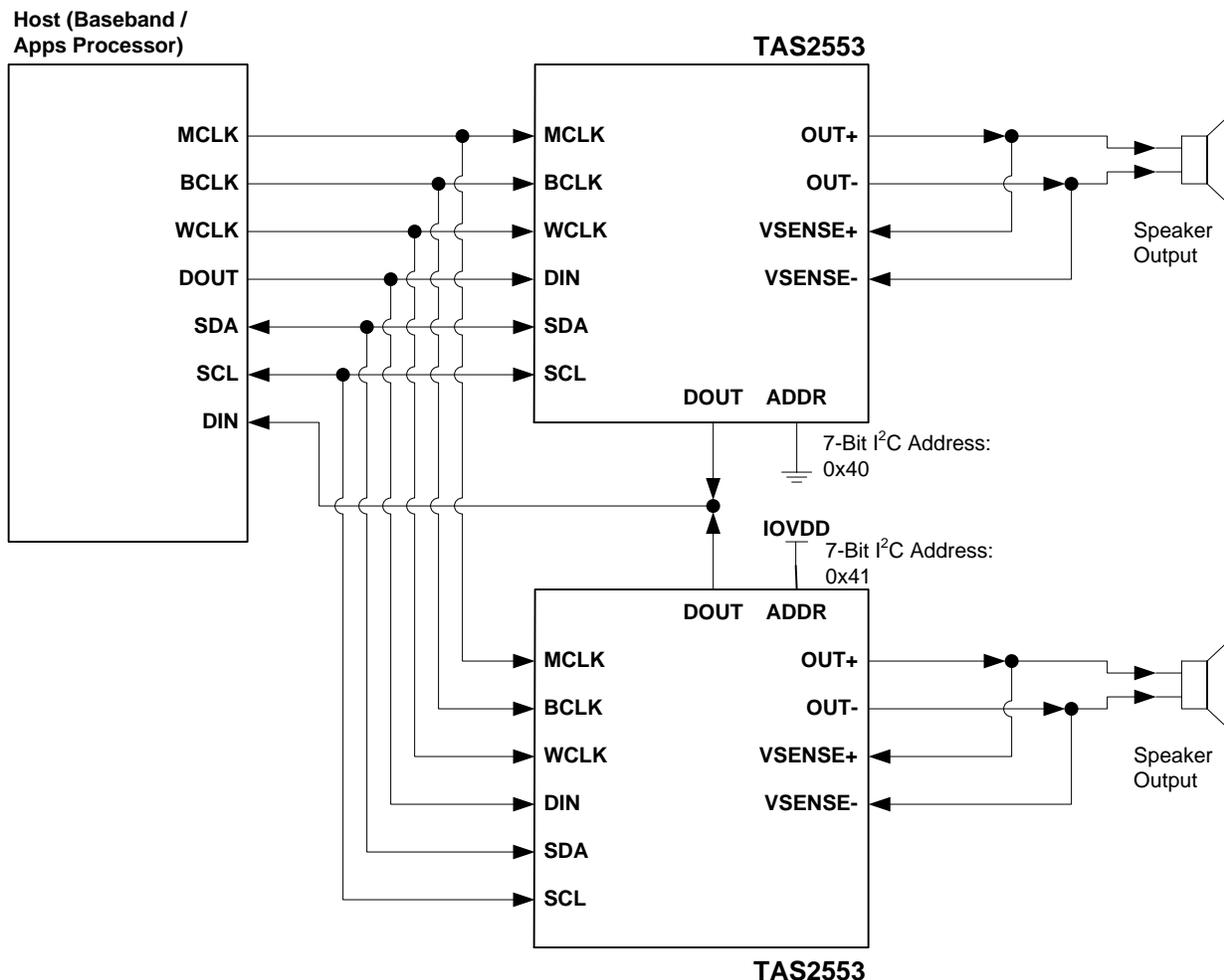 Host (Baseband /
Apps Processor)
MCLK
BCLK
WCLK
DOUT
SDA
SCL
DIN
TAS2553
MCLK
BCLK
WCLK
DIN
SDA
SCL
OUT+
OUT-
VSENSE+
VSENSE-
DOUT ADDR
Speaker
Output
7-Bit I²C Address:
0x40
IOVDD
7-Bit I²C Address:
0x41
DOUT ADDR
MCLK
BCLK
WCLK
DIN
SDA
SCL
OUT+
OUT-
VSENSE+
VSENSE-
Speaker
Output
TAS2553